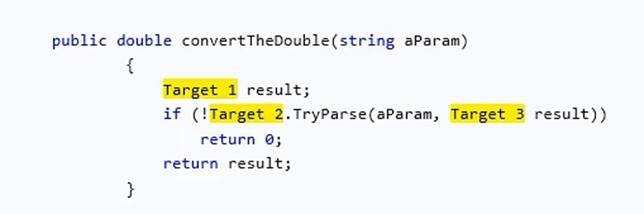 public double convertTheDouble(string aParam)
{
Target 1 result;
if (!Target 2.TryParse(aParam, Target 3 result))
return 0;
return result;
}